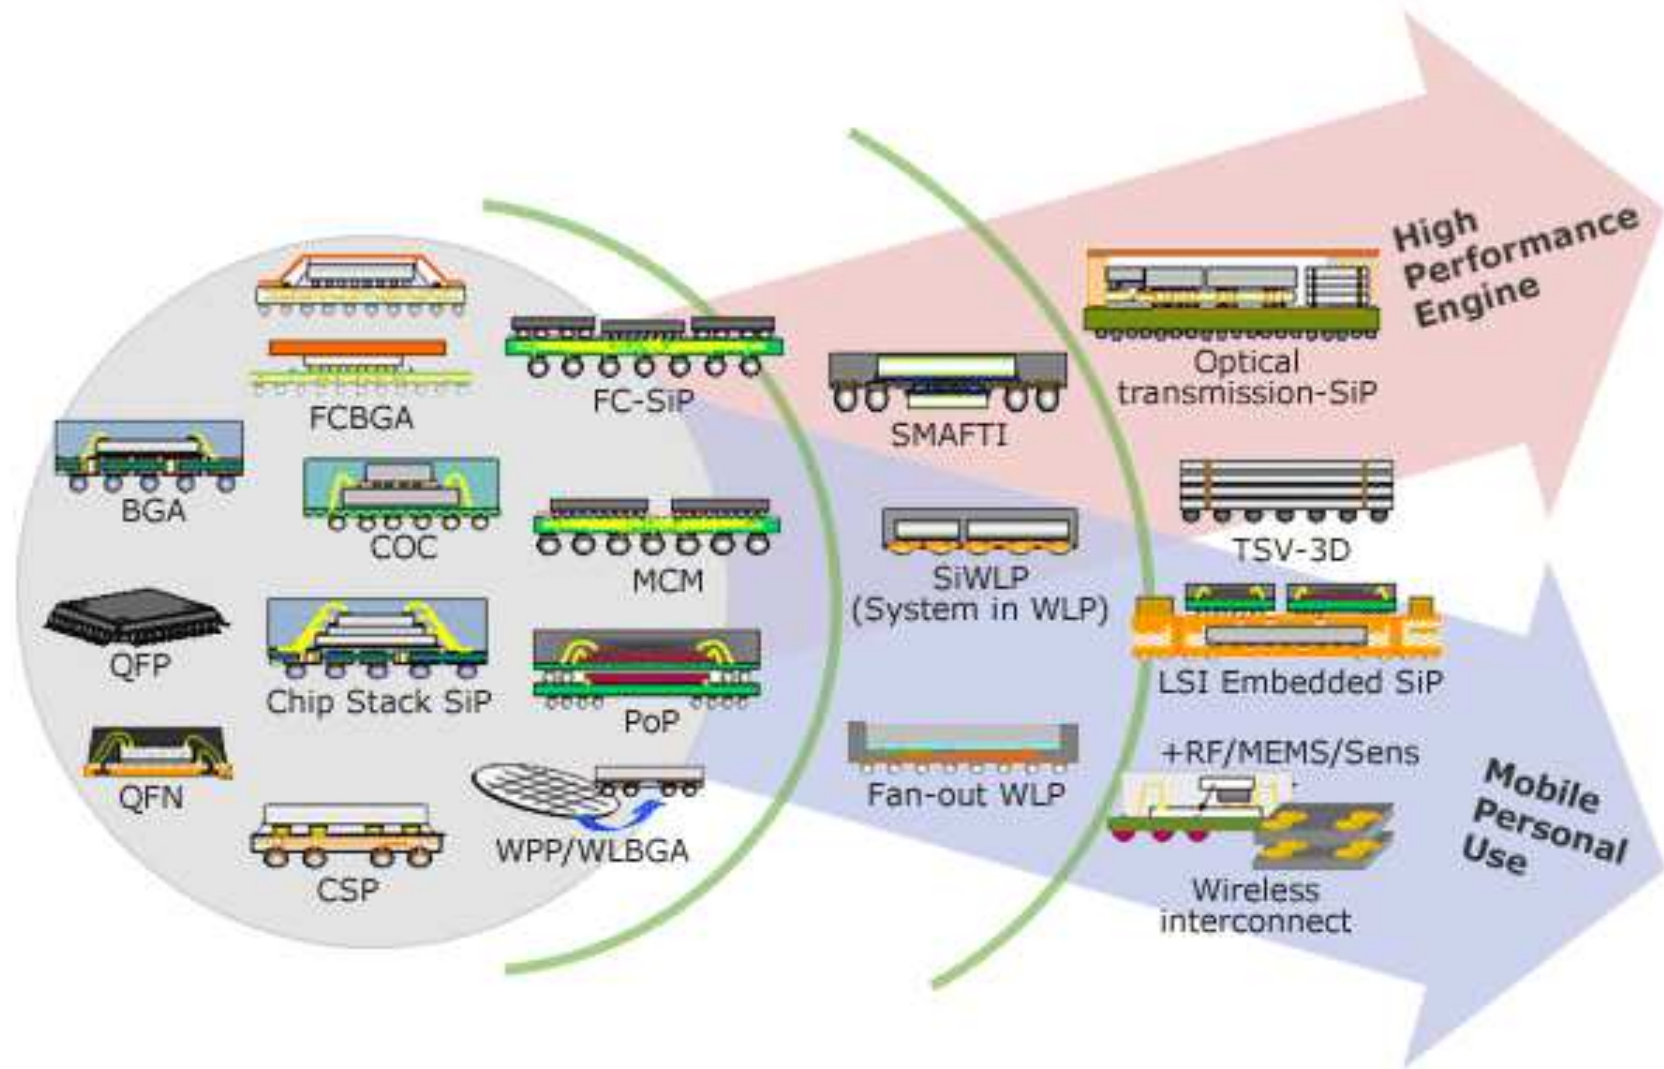 FCBGA
BGA
COC
QFP
Chip Stack SiP
QFN
CSP
FC-SiP
MCM
PoP
WPP/WLBGA
SMAFTI
SiWLP
(System in WLP)
Fan-out WLP
Optical
transmission-SiP
TSV-3D
LSI Embedded SiP
+RF/MEMS/Sens
Wireless
interconnect
High
Performance
Engine
Mobile
Personal
Use